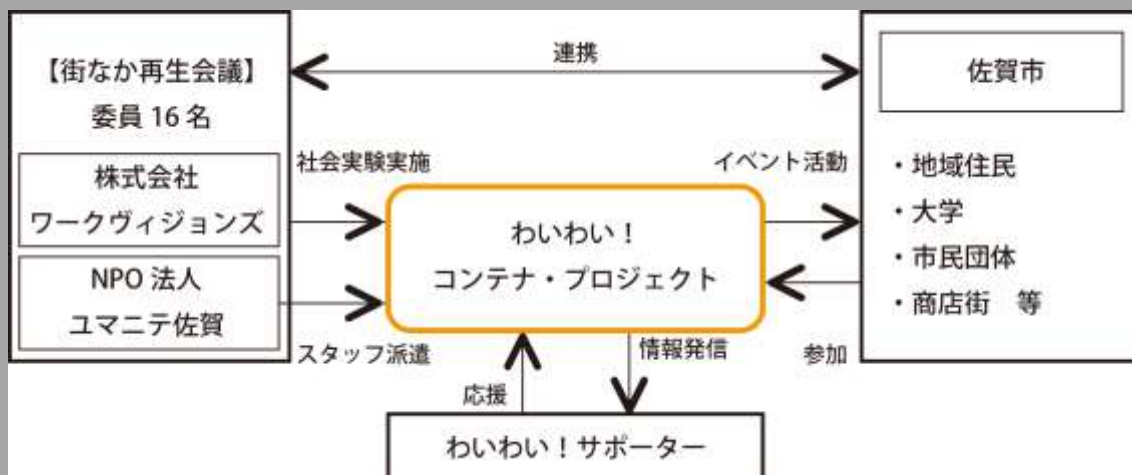 【街なか再生会議】
委員 16 名
株式会社
ワークヴィジョンズ
NPO 法人
ユマニテ佐賀
連携
社会実験実施
スタッフ派遣
わいわい！
コンテナ・プロジェクト
イベント活動
参加
応援
情報発信
わいわい！サポーター
佐賀市
・地域住民
・大学
・市民団体
・商店街　等